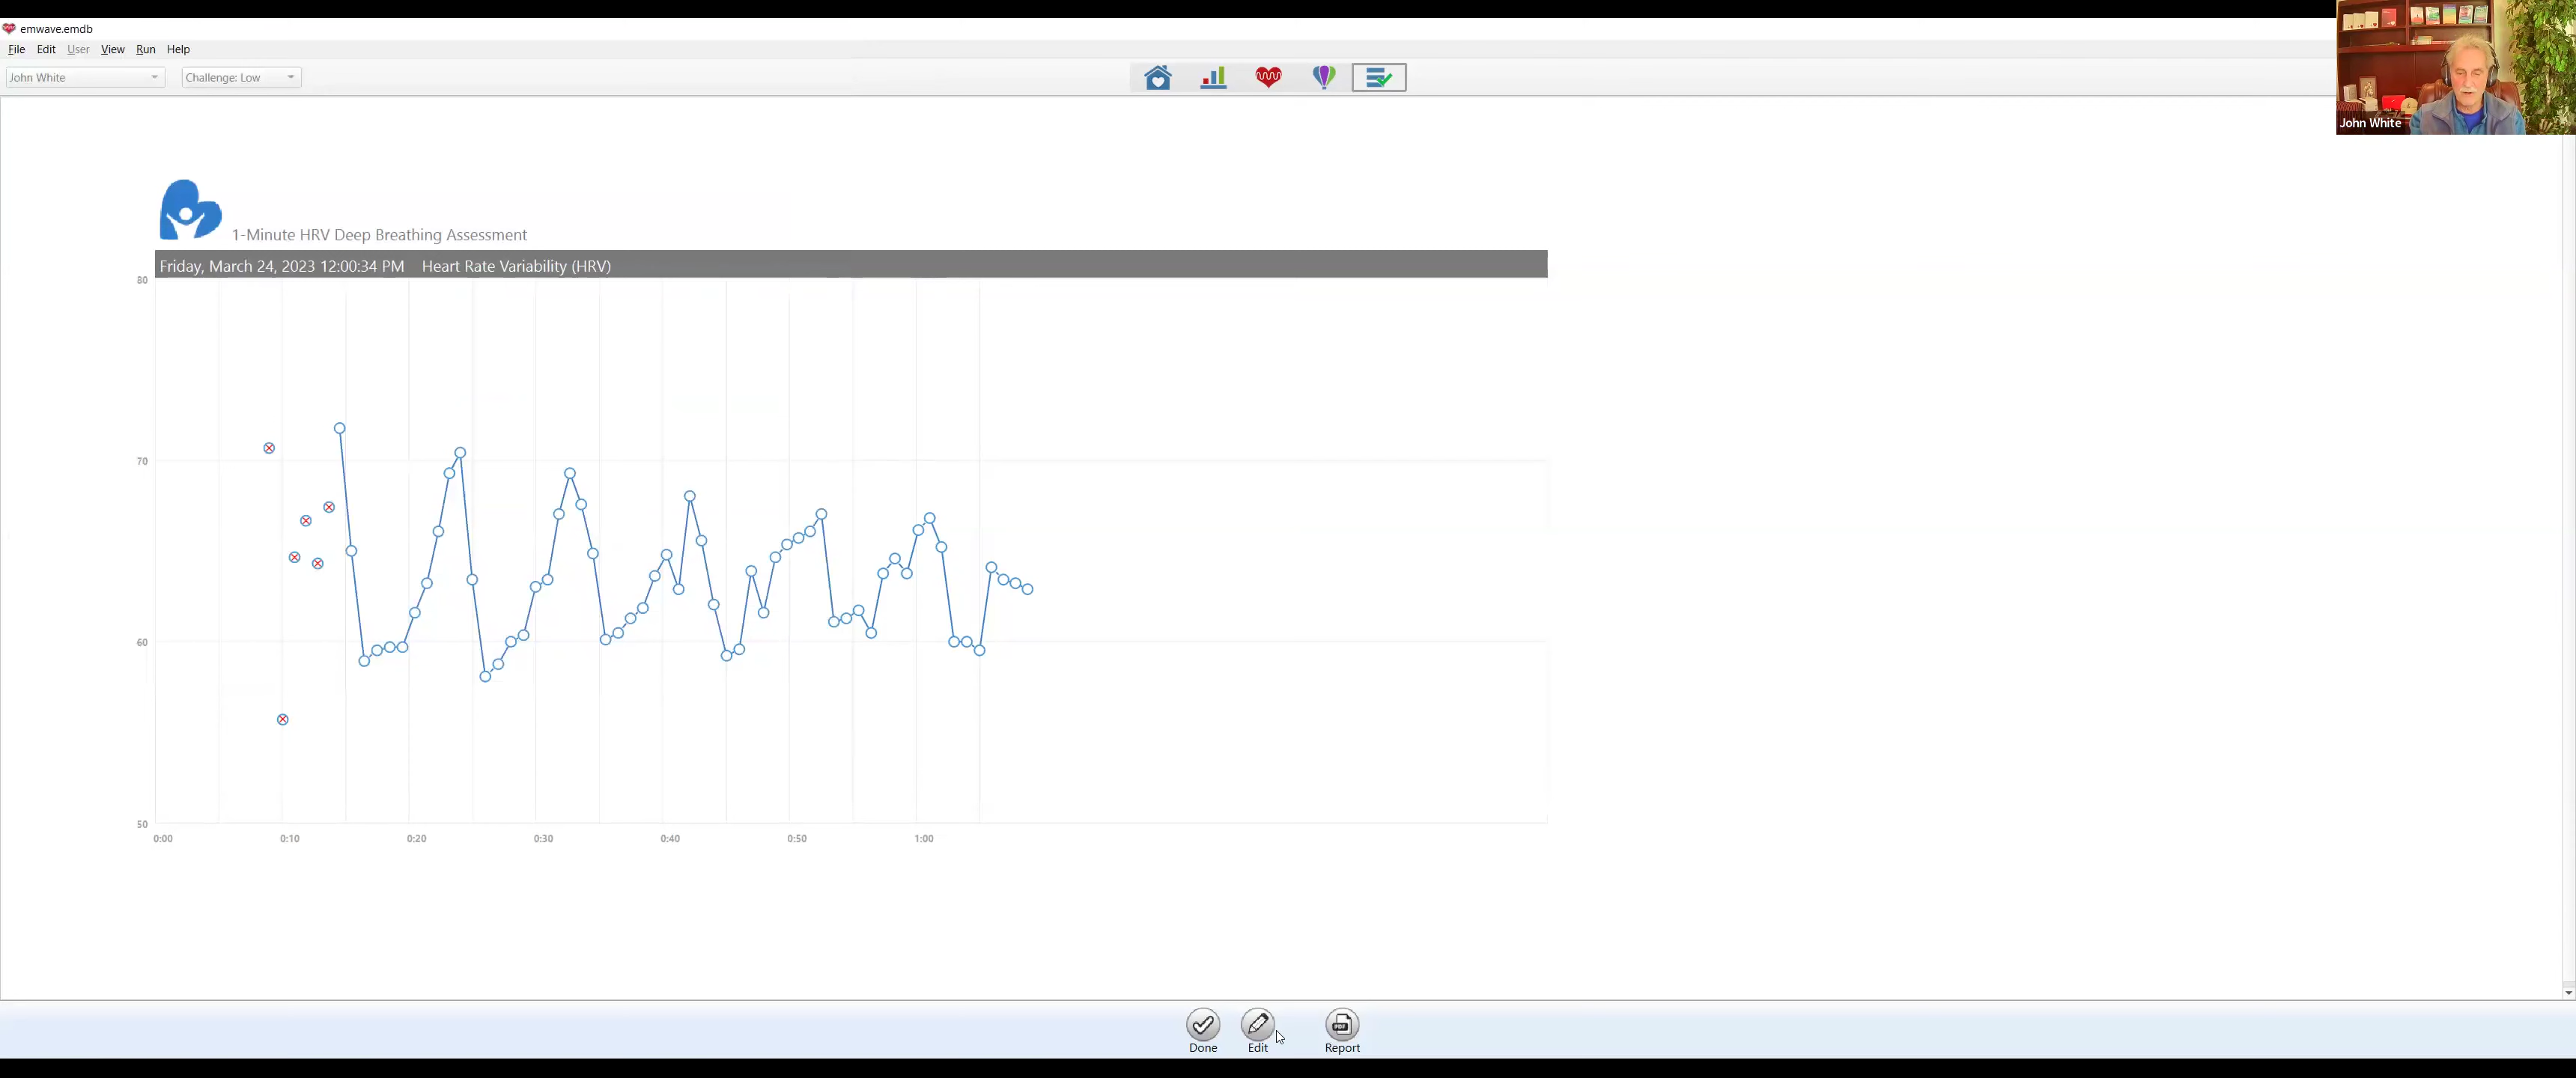 emwave.emdb
File Edit User View Run Help
John White Challenge: Low
John White
1-Minute HRV Deep Breathing Assessment
Friday, March 24, 2023 12:00:34 PM Heart Rate Variability (HRV)
80
70
60
50
0:00 0:10 0:20 0:30 0:40 0:50 1:00
PDF
Done Edit Report